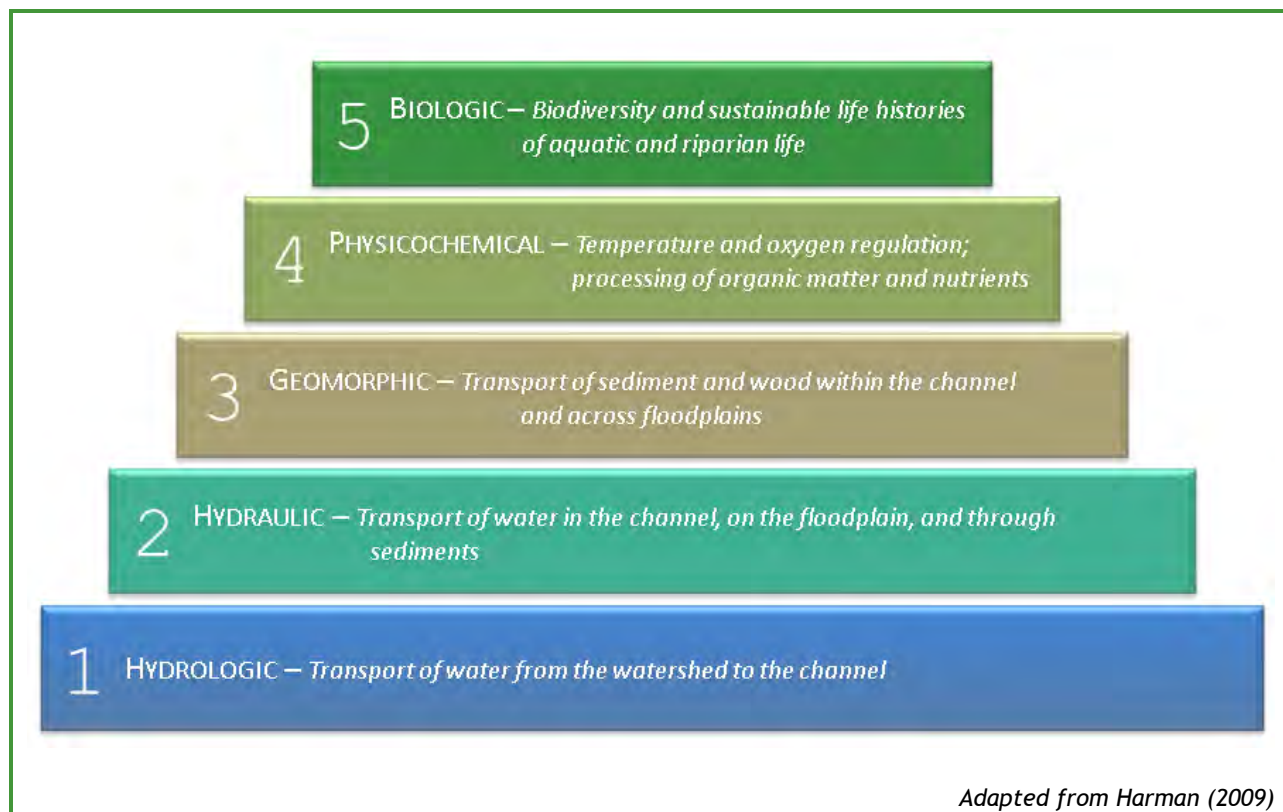 5 BIOLOGIC – Biodiversity and sustainable life histories
of aquatic and riparian life
4 PHYSICOCHEMICAL – Temperature and oxygen regulation;
processing of organic matter and nutrients
3 GEOMORPHIC – Transport of sediment and wood within the channel
and across floodplains
2 HYDRAULIC – Transport of water in the channel, on the floodplain, and through
sediments
1 HYDROLOGIC – Transport of water from the watershed to the channel
Adapted from Harman (2009)